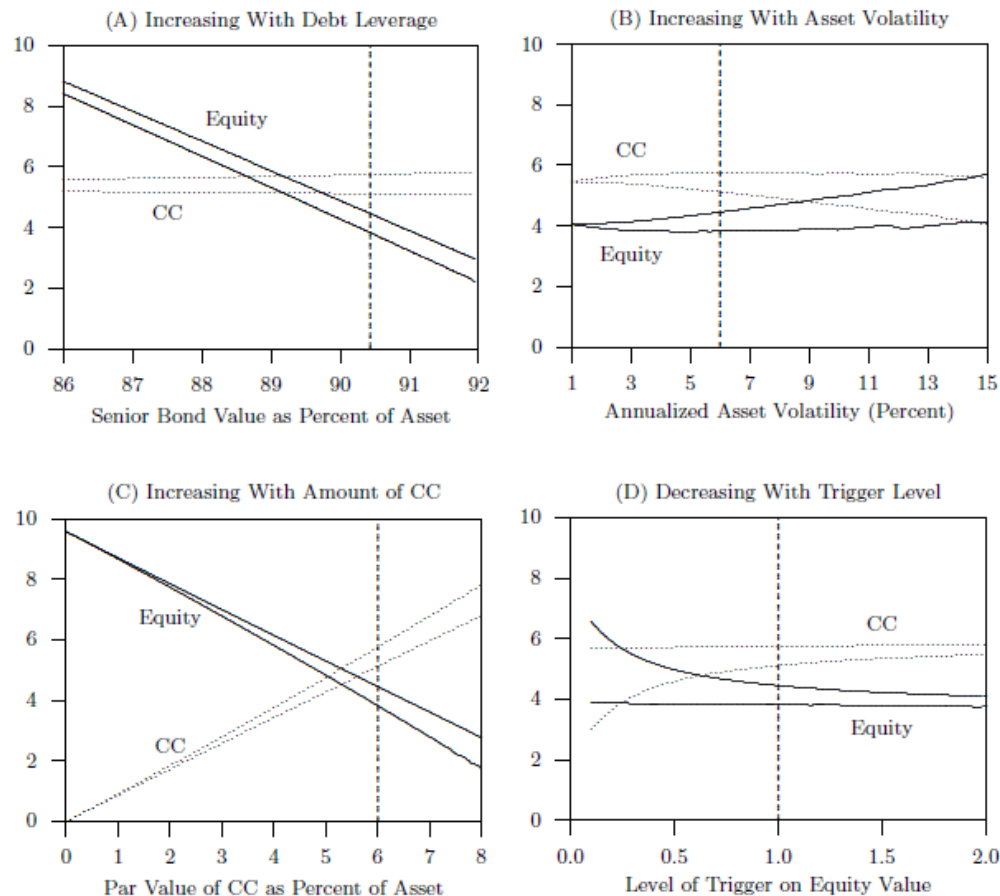 (A) Increasing With Debt Leverage
10
8
6
4
2
0
Equity
CC
86 87 88 89 90 91 92
Senior Bond Value as Percent of Asset
(B) Increasing With Asset Volatility
10
8
6
4
2
0
CC
Equity
1 3 5 7 9 11 13 15
Annualized Asset Volatility (Percent)
(C) Increasing With Amount of CC
10
8
6
4
2
0
Equity
CC
0 1 2 3 4 5 6 7 8
Par Value of CC as Percent of Asset
(D) Decreasing With Trigger Level
10
8
6
4
2
0
CC
Equity
0.0 0.5 1.0 1.5 2.0
Level of Trigger on Equity Value